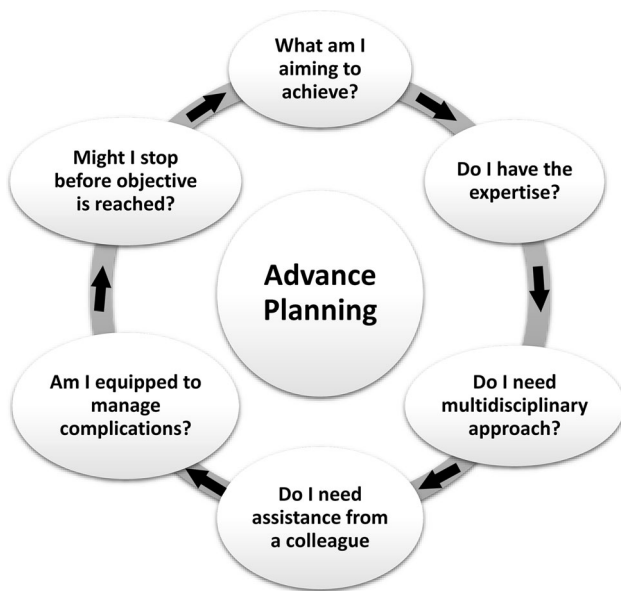 What am I
aiming to
achieve?
Do I have the
expertise?
Do I need
multidisciplinary
approach?
Do I need
assistance from
a colleague
Am I equipped to
manage
complications?
Might I stop
before objective
is reached?
Advance
Planning